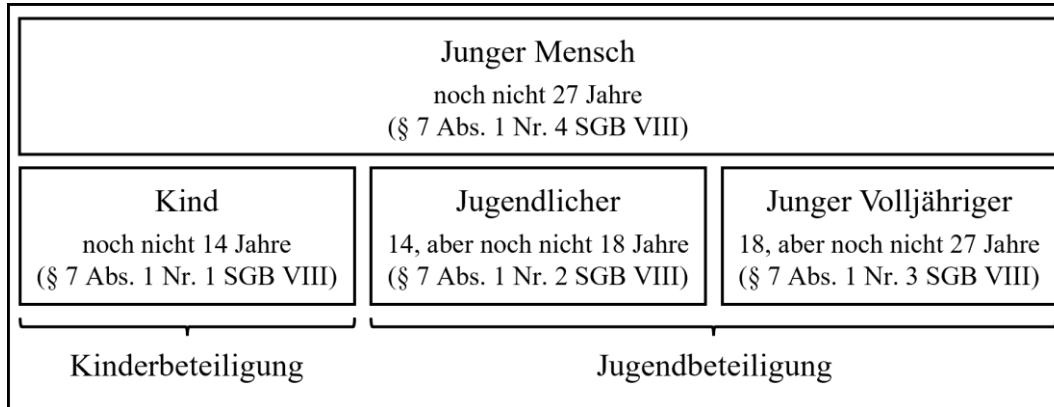 Junger Mensch
noch nicht 27 Jahre
(§ 7 Abs. 1 Nr. 4 SGB VIII)
Kind
noch nicht 14 Jahre
(§ 7 Abs. 1 Nr. 1 SGB VIII)
Jugendlicher
14, aber noch nicht 18 Jahre
(§ 7 Abs. 1 Nr. 2 SGB VIII)
Junger Volljähriger
18, aber noch nicht 27 Jahre
(§ 7 Abs. 1 Nr. 3 SGB VIII)
Kinderbeteiligung
Jugendbeteiligung